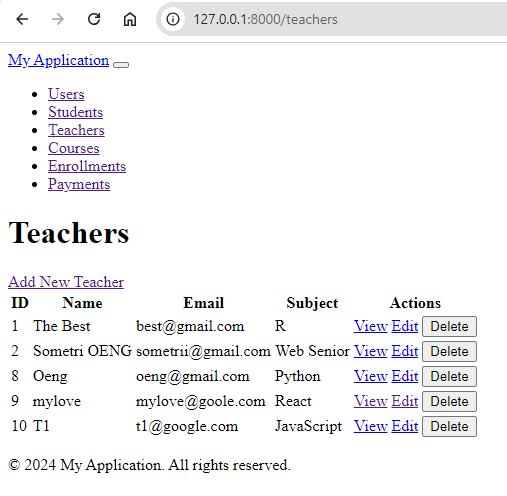 127.0.0.1:8000/teachers
My Application
Users
Students
Teachers
Courses
Enrollments
Payments
Teachers
Add New Teacher
ID Name Email Subject Actions
1 The Best best@gmail.com R View Edit Delete
2 Sometri OENG sometrii@gmail.com Web Senior View Edit Delete
8 Oeng oeng@gmail.com Python View Edit Delete
9 mylove mylove@goole.com React View Edit Delete
10 T1 t1@google.com JavaScript View Edit Delete
© 2024 My Application. All rights reserved.